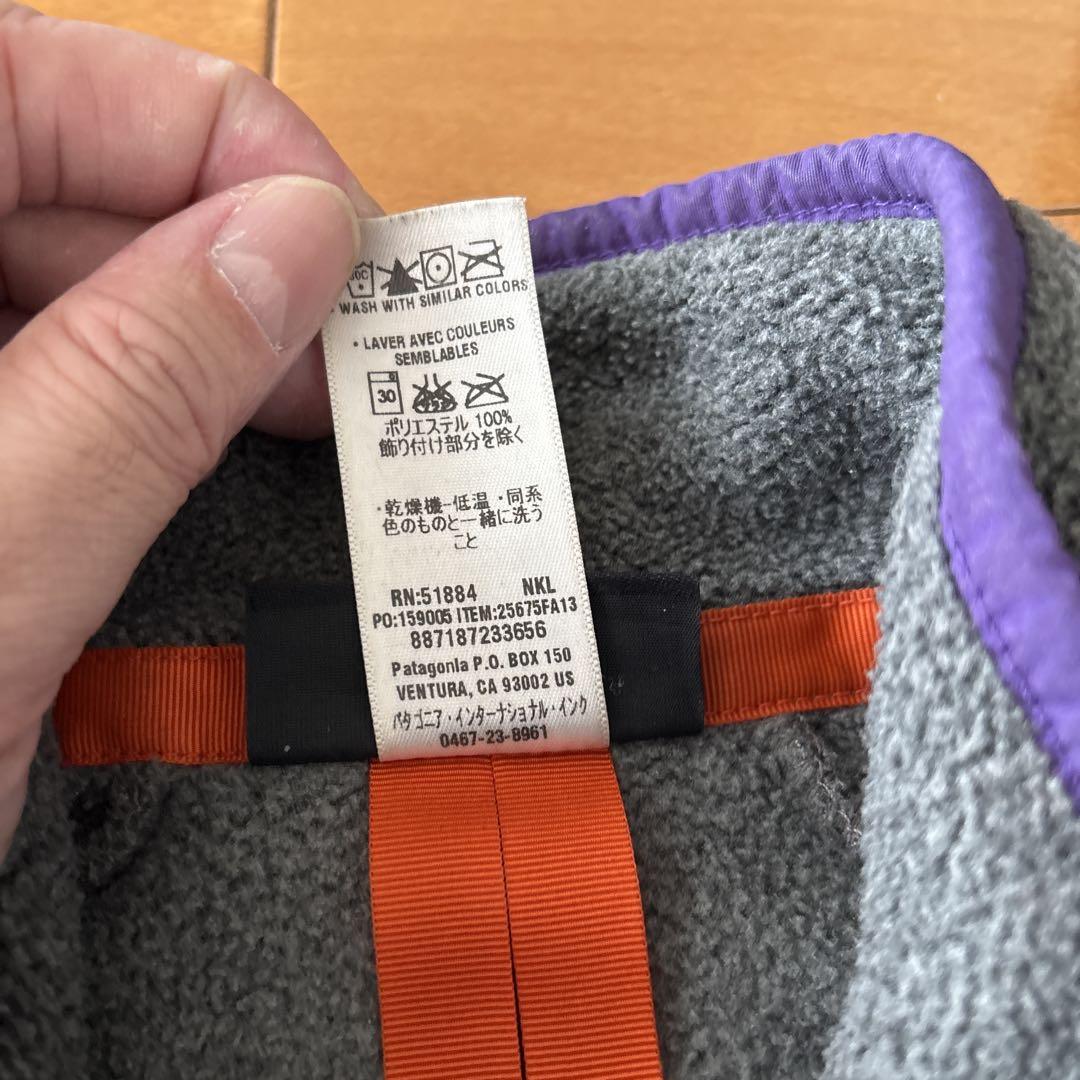 WASH WITH SIMILAR COLORS
• LAVER AVEC COULEURS
SEMBLABLES
30
ポリエステル 100%
飾り付け部分を除く
・乾燥機-低温 ・同系
色のものと一緒に洗う
こと
RN:51884 NKL
PO:159005 ITEM:25675FA13
887187233656
Patagonia P.O. BOX 150
VENTURA, CA 93002 US
パタゴニア・インターナショナル・インク
0467-23-8961